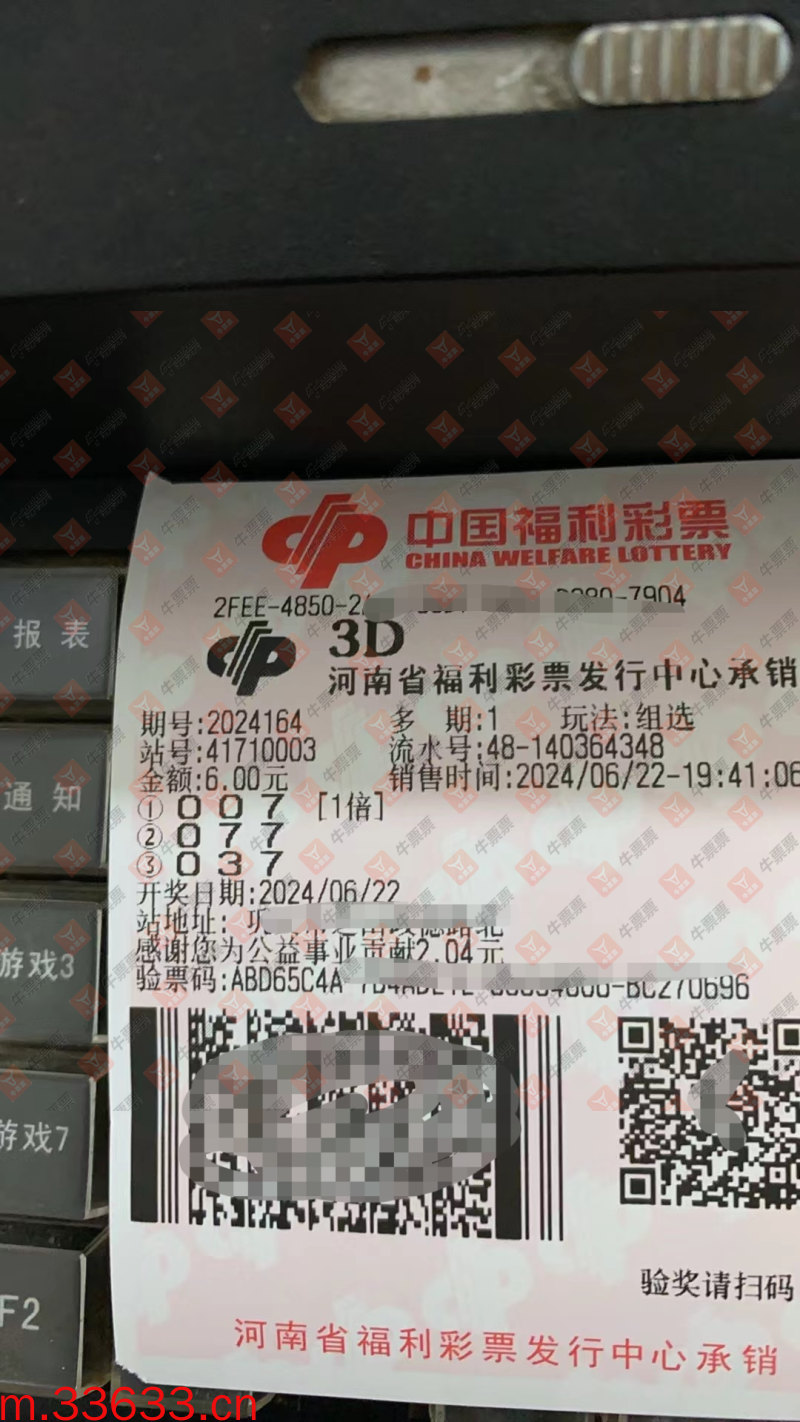 中国福利彩票
CHINA WELFARE LOTTERY
2FEE-4850-2 -7904
3D
河南省福利彩票发行中心承销
期号:2024164 多 期:1 玩法:组选
站号:41710003 流水号:48-140364348
金额:6.00元 销售时间:2024/06/22-19:41:06
① 0 0 7 [1倍]
② 0 7 7
③ 0 3 7
开奖日期:2024/06/22
站地址:
感谢您为公益事业贡献2.04元
验票码:ABD65C4A -BC270696
验奖请扫码
河南省福利彩票发行中心承销
报 表
通 知
游戏3
游戏7
F2
牛票票
m.33633.cn